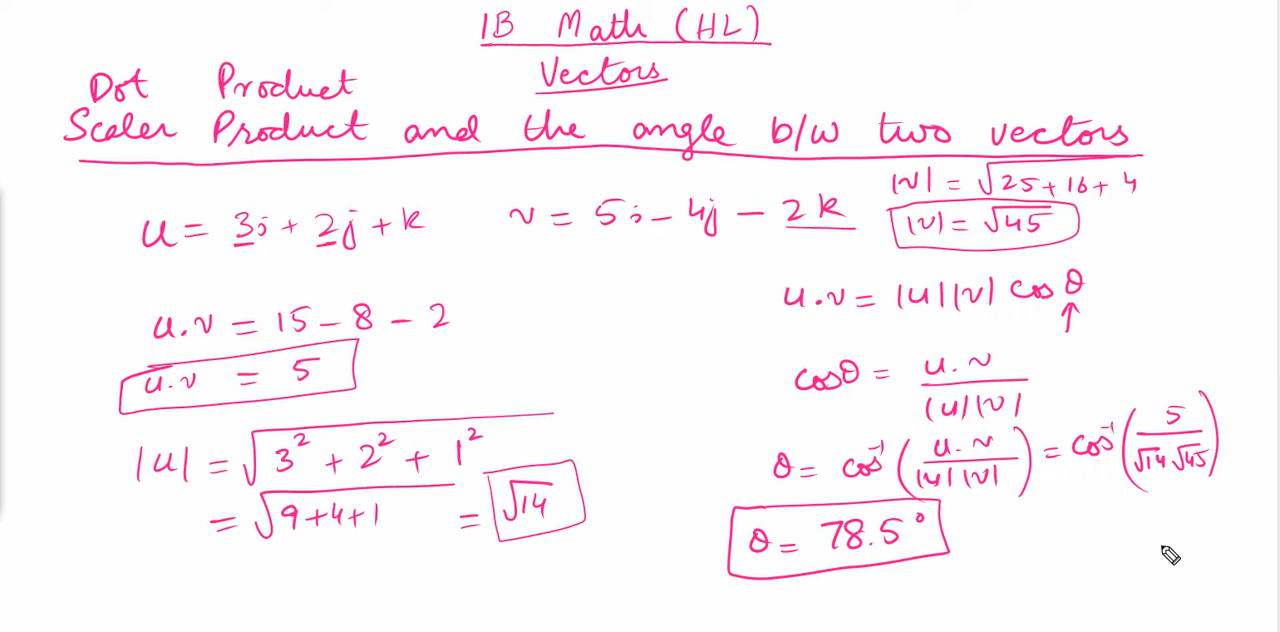 IB Math (HL)
Vectors
Dot Product
Scaler Product and the angle b/w two vectors
u = 3i + 2j + k
v = 5i - 4j - 2k
|v| = √25 + 16 + 4
|v| = √45
u.v = 15 - 8 - 2
u.v = 5
|u| = √3² + 2² + 1²
= √9+4+1 = √14
u.v = |u||v| cos θ
↑
cosθ = u.v / |u||v|
θ = cos⁻¹ (u.v / |u||v|) = cos⁻¹ (5 / √14 √45)
θ = 78.5°